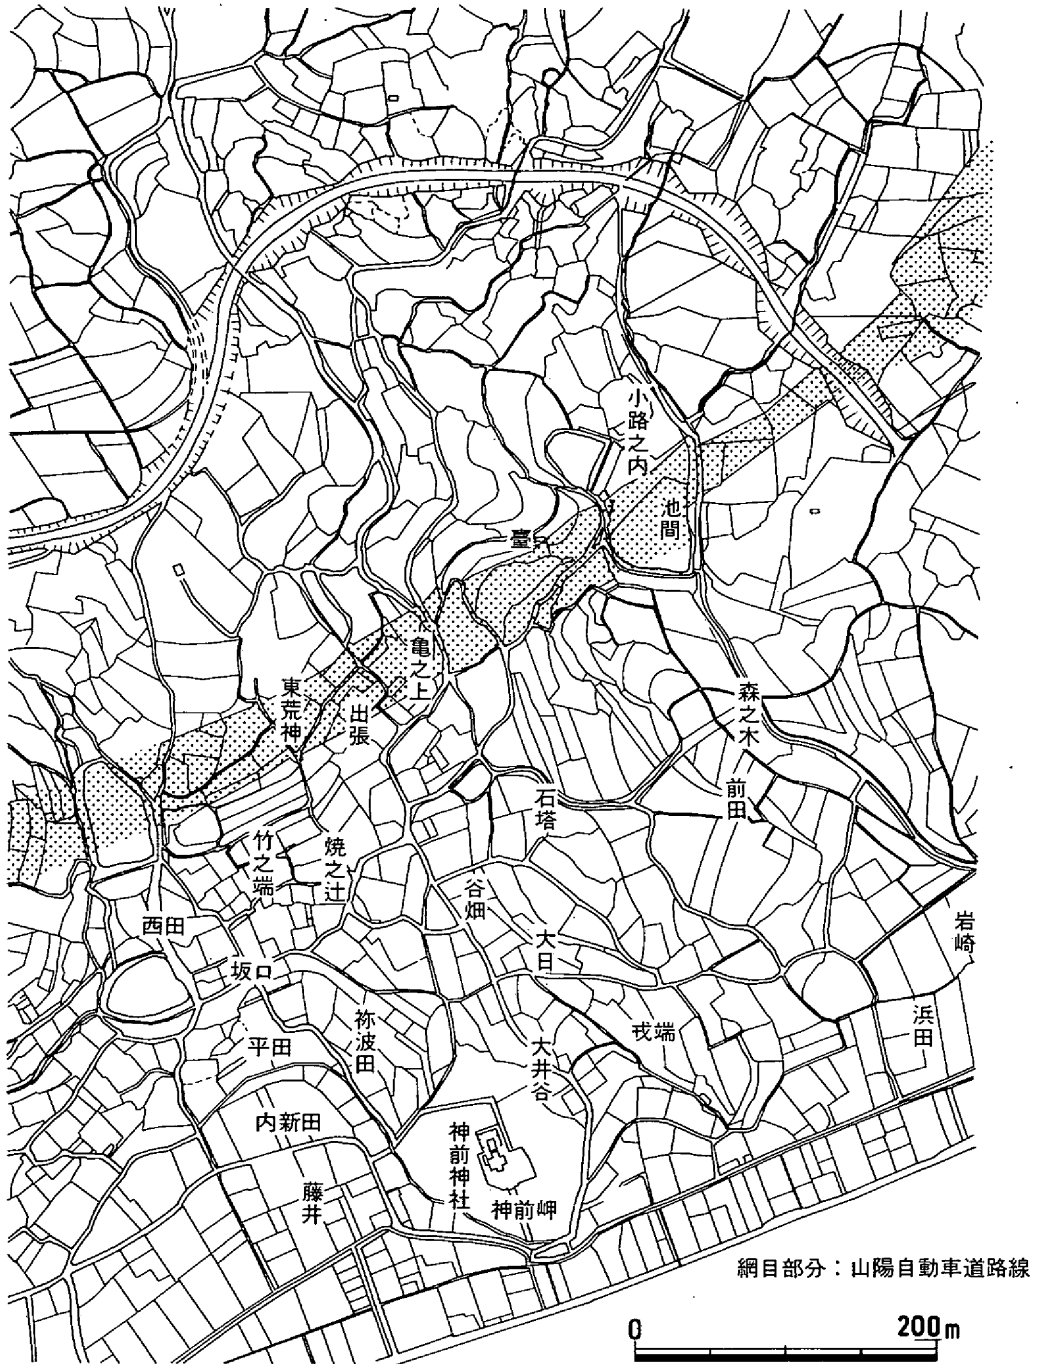 小路之内
池間
臺
亀之上
東荒神
出張
森之木
前田
石塔
竹之端
焼之辻
谷畑
西田
大日
岩崎
坂口
祢波田
戎端
浜田
平田
大井谷
内新田
神前神社
藤井
神前岬
網目部分：山陽自動車道路線
0 200m